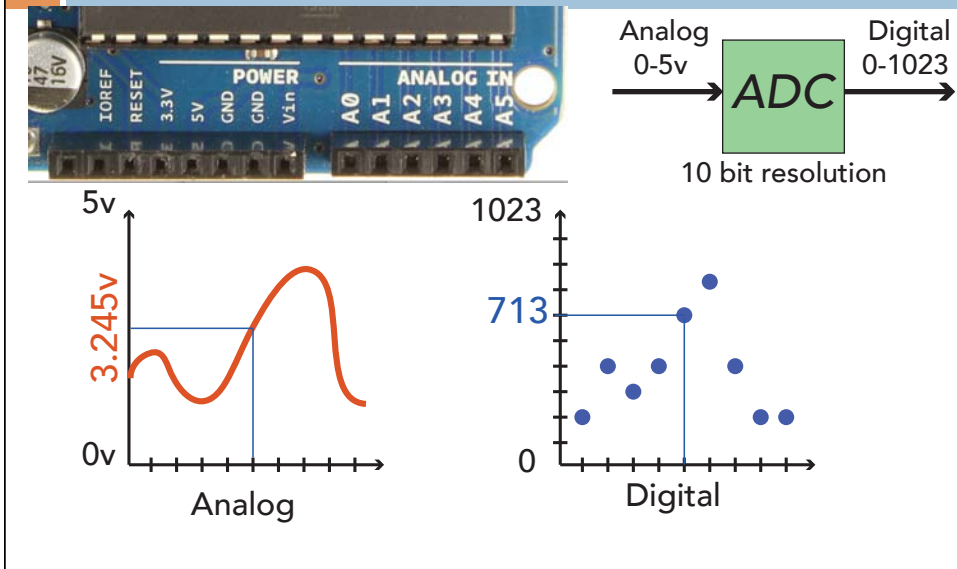 47
16V
IOREF
RESET
3.3V
5V
GND
GND
Vin
POWER
ANALOG IN
A0
A1
A2
A3
A4
A5
Analog
0-5v
ADC
Digital
0-1023
10 bit resolution
5v
3.245v
0v
Analog
1023
713
0
Digital